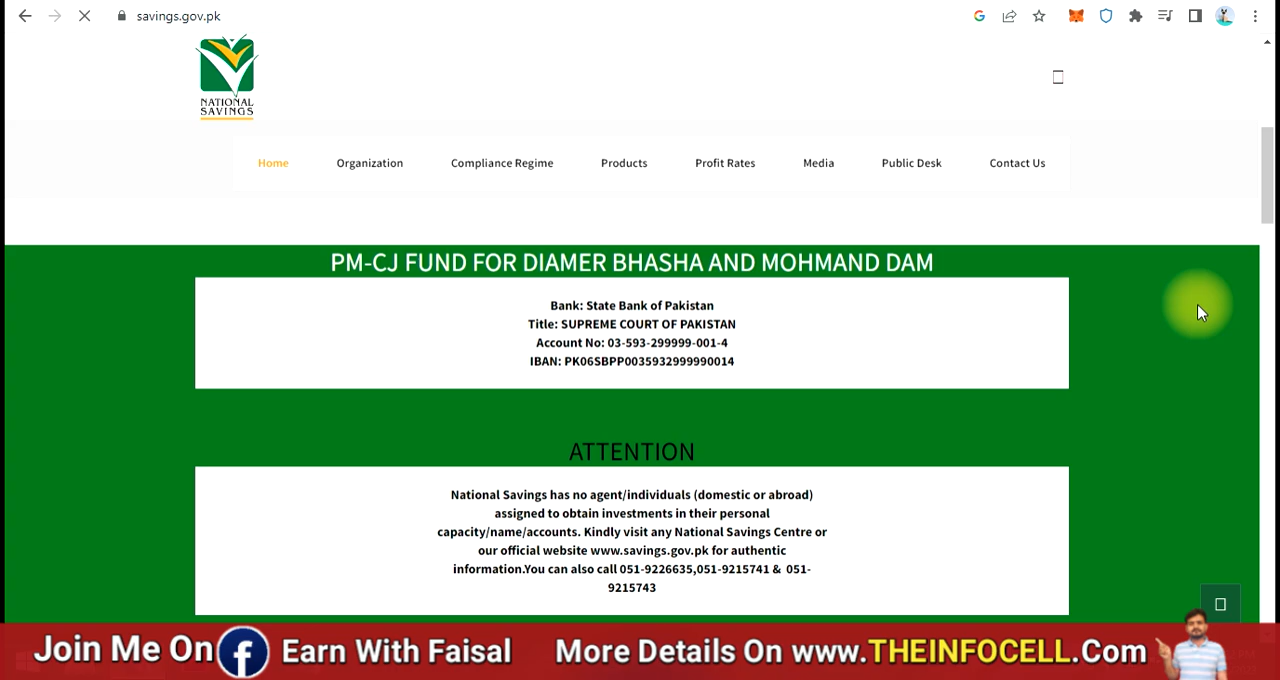 savings.gov.pk
NATIONAL
SAVINGS
Home Organization Compliance Regime Products Profit Rates Media Public Desk Contact Us
PM-CJ FUND FOR DIAMER BHASHA AND MOHMAND DAM
Bank: State Bank of Pakistan
Title: SUPREME COURT OF PAKISTAN
Account No: 03-593-299999-001-4
IBAN: PK06SBPP0035932999990014
ATTENTION
National Savings has no agent/individuals (domestic or abroad)
assigned to obtain investments in their personal
capacity/name/accounts. Kindly visit any National Savings Centre or
our official website www.savings.gov.pk for authentic
information.You can also call 051-9226635,051-9215741 & 051-
9215743
Join Me On f Earn With Faisal More Details On www.THEINFOCELL.Com